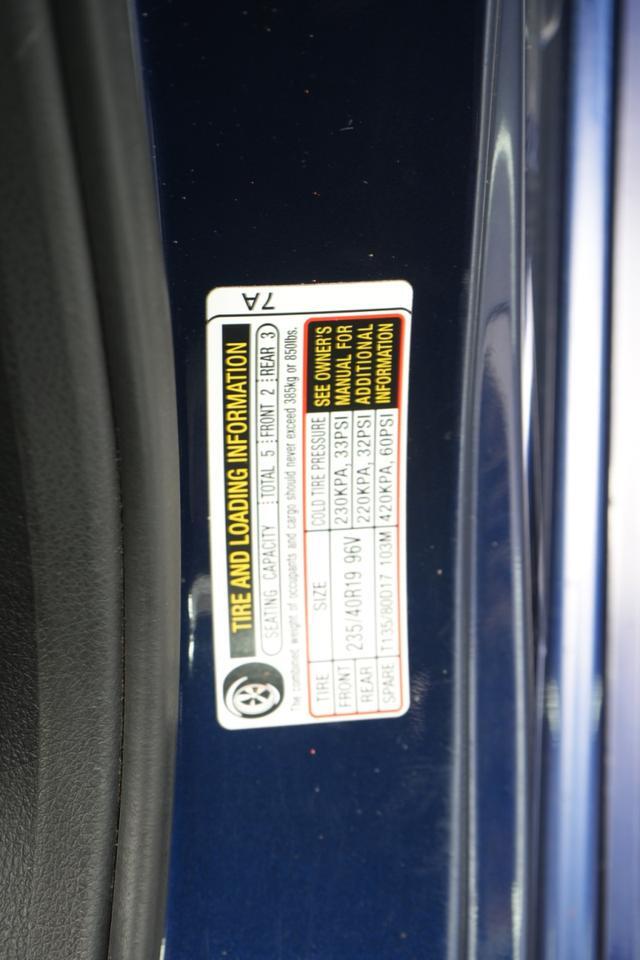 7A
TIRE AND LOADING INFORMATION
SEATING CAPACITY TOTAL 5 FRONT 2 REAR 3
The combined weight of occupants and cargo should never exceed 385kg or 850lbs.
TIRE SIZE COLD TIRE PRESSURE
FRONT 235/40R19 96V 230KPA, 33PSI
REAR 220KPA, 32PSI
SPARE T135/80D17 103M 420KPA, 60PSI
SEE OWNER'S
MANUAL FOR
ADDITIONAL
INFORMATION